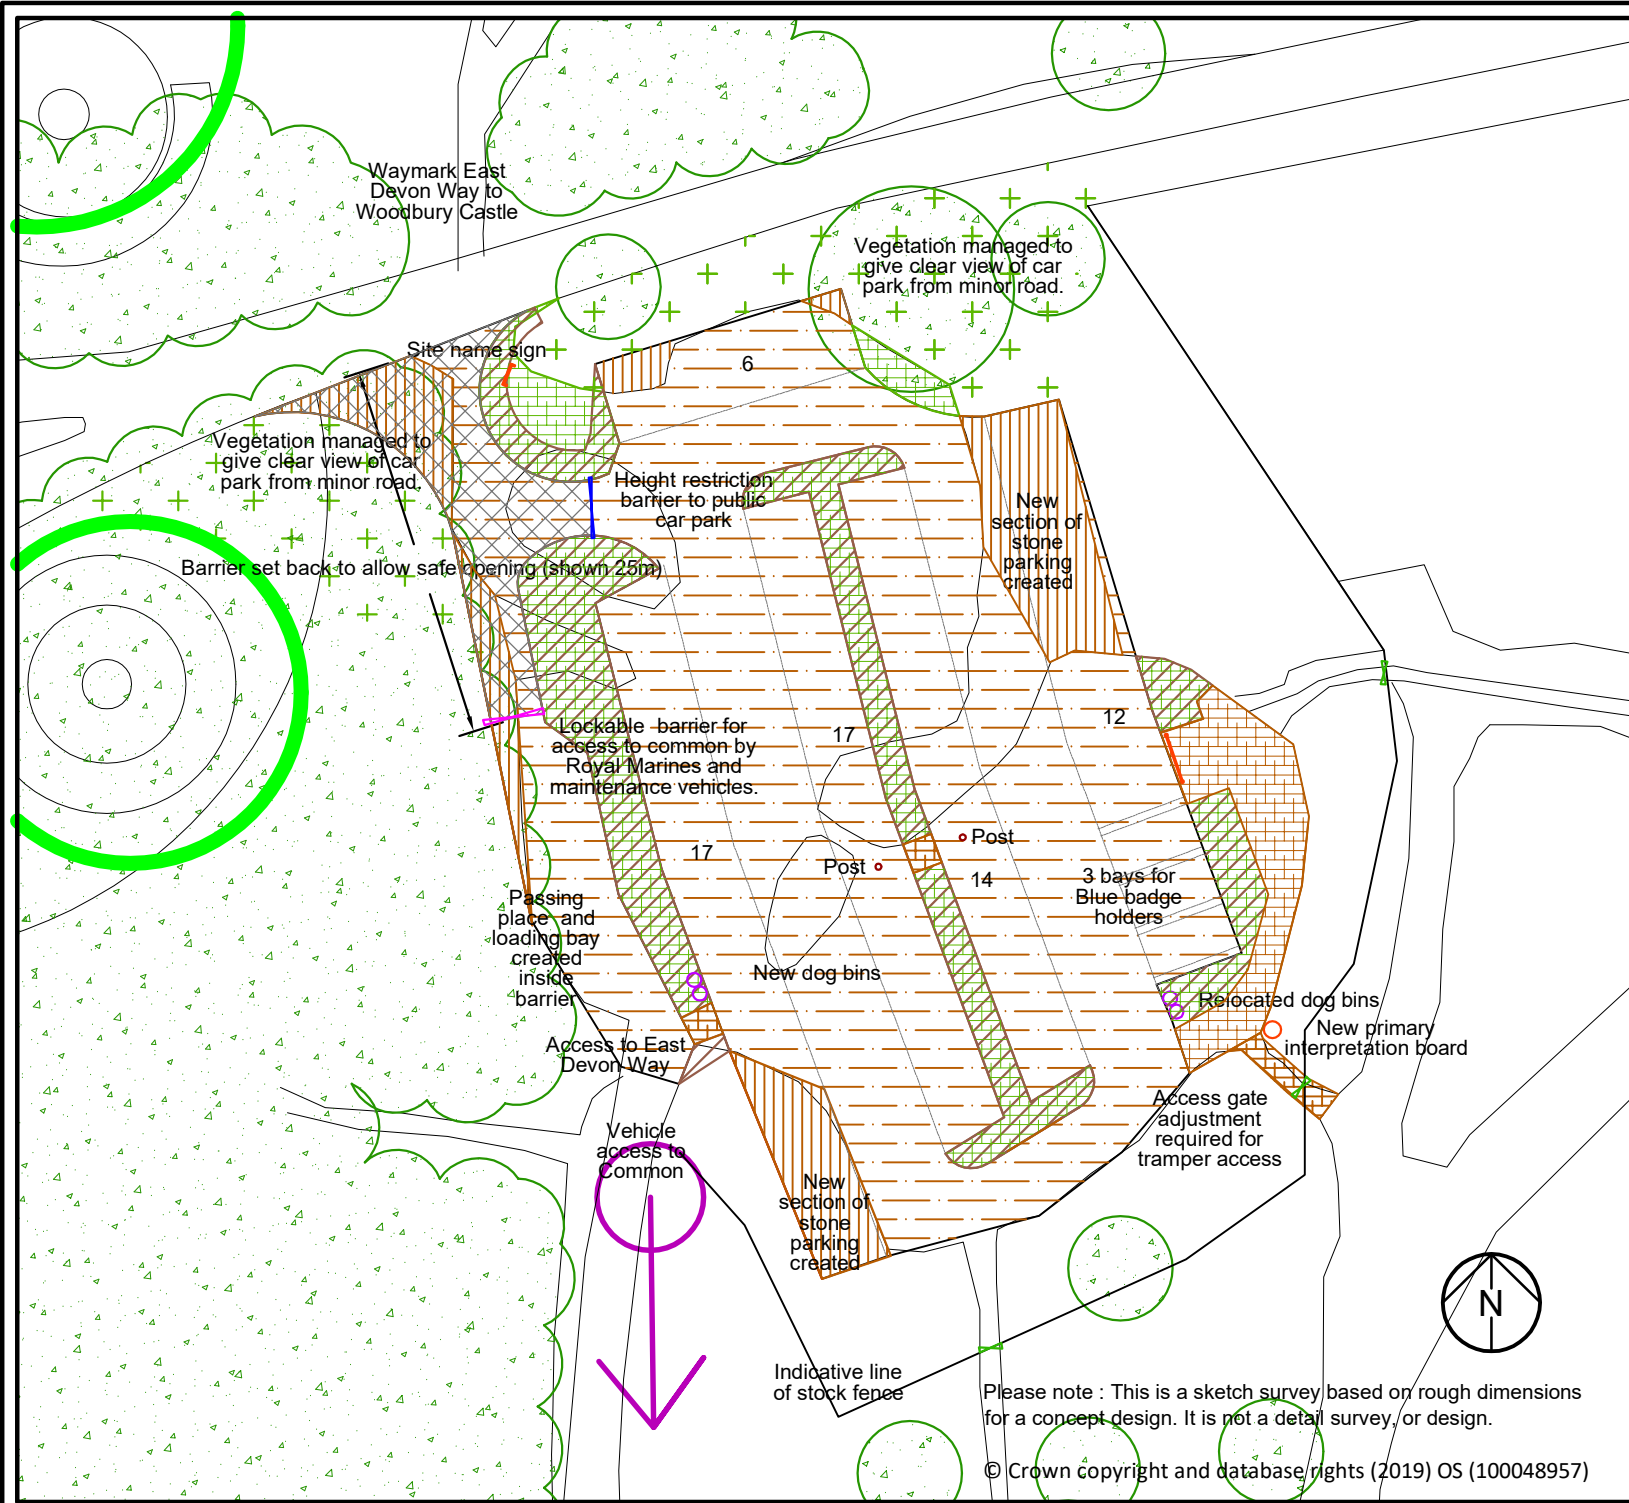 Waymark East
Devon Way to
Woodbury Castle
Vegetation managed to
give clear view of car
park from minor road.
Site name sign
6
Vegetation managed to
give clear view of car
park from minor road.
Height restriction
barrier to public
car park
New
section of
stone
parking
created
Barrier set back to allow safe opening (shown 25m)
Lockable barrier for
access to common by
Royal Marines and
maintenance vehicles.
17
12
17
Post
Post
14
3 bays for
Blue badge
holders
Passing
place and
loading bay
created
inside
barrier
New dog bins
Relocated dog bins
New primary
interpretation board
Access to East
Devon Way
Access gate
adjustment
required for
tramper access
Vehicle
access to
Common
New
section of
stone
parking
created
N
Indicative line
of stock fence
Please note : This is a sketch survey based on rough dimensions
for a concept design. It is not a detail survey, or design.
© Crown copyright and database rights (2019) OS (100048957)